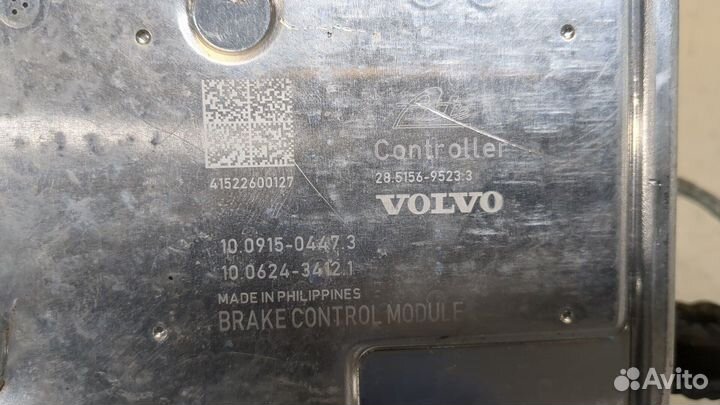 Ate
Controller
41522600127
28.5156-9523.3
VOLVO
10.0915-0447.3
10.0624-3412.1
MADE IN PHILIPPINES
BRAKE CONTROL MODULE
Avito